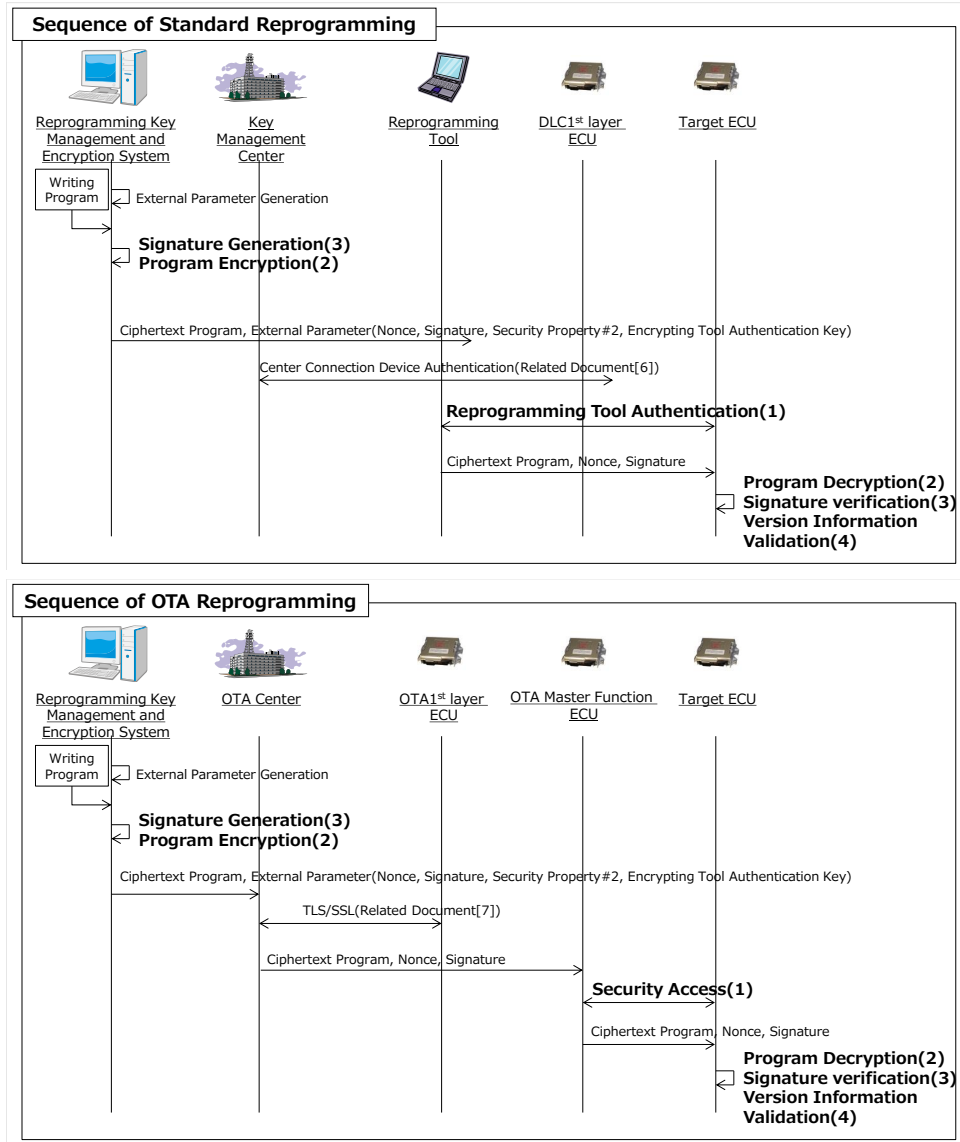 Sequence of Standard Reprogramming
Reprogramming Key
Management and
Encryption System
Key
Management
Center
Reprogramming
Tool
DLC1st layer
ECU
Target ECU
Writing
Program
External Parameter Generation
Signature Generation(3)
Program Encryption(2)
Ciphertext Program, External Parameter(Nonce, Signature, Security Property#2, Encrypting Tool Authentication Key)
Center Connection Device Authentication(Related Document[6])
Reprogramming Tool Authentication(1)
Ciphertext Program, Nonce, Signature
Program Decryption(2)
Signature verification(3)
Version Information
Validation(4)
Sequence of OTA Reprogramming
Reprogramming Key
Management and
Encryption System
OTA Center
OTA1st layer
ECU
OTA Master Function
ECU
Target ECU
Writing
Program
External Parameter Generation
Signature Generation(3)
Program Encryption(2)
Ciphertext Program, External Parameter(Nonce, Signature, Security Property#2, Encrypting Tool Authentication Key)
TLS/SSL(Related Document[7])
Ciphertext Program, Nonce, Signature
Security Access(1)
Ciphertext Program, Nonce, Signature
Program Decryption(2)
Signature verification(3)
Version Information
Validation(4)